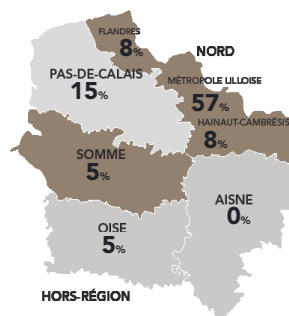 FLANDRES
8%
NORD
PAS-DE-CALAIS
15%
MÉTROPOLE LILLOISE
57%
HAINAUT-CAMBRÉSIS
8%
SOMME
5%
AISNE
0%
OISE
5%
HORS-RÉGION